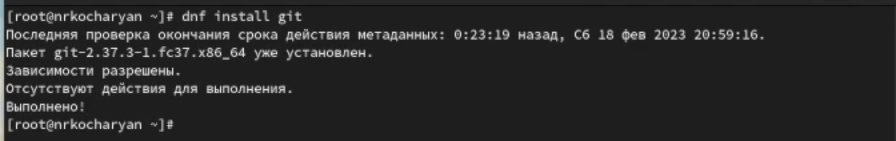 [root@nrkocharyan ~]# dnf install git
Последняя проверка окончания срока действия метаданных: 0:23:19 назад, Сб 18 фев 2023 20:59:16.
Пакет git-2.37.3-1.fc37.x86_64 уже установлен.
Зависимости разрешены.
Отсутствуют действия для выполнения.
Выполнено!
[root@nrkocharyan ~]#